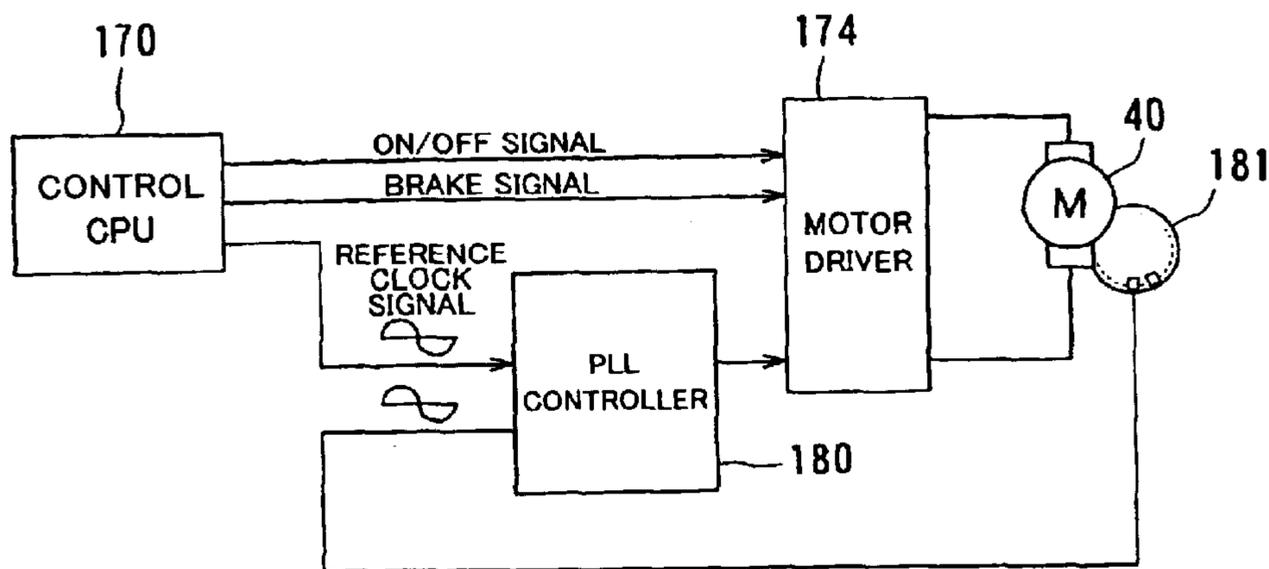 170
174
40
181
ON/OFF SIGNAL
BRAKE SIGNAL
CONTROL
CPU
M
MOTOR
DRIVER
REFERENCE
CLOCK
SIGNAL
PLL
CONTROLLER
180